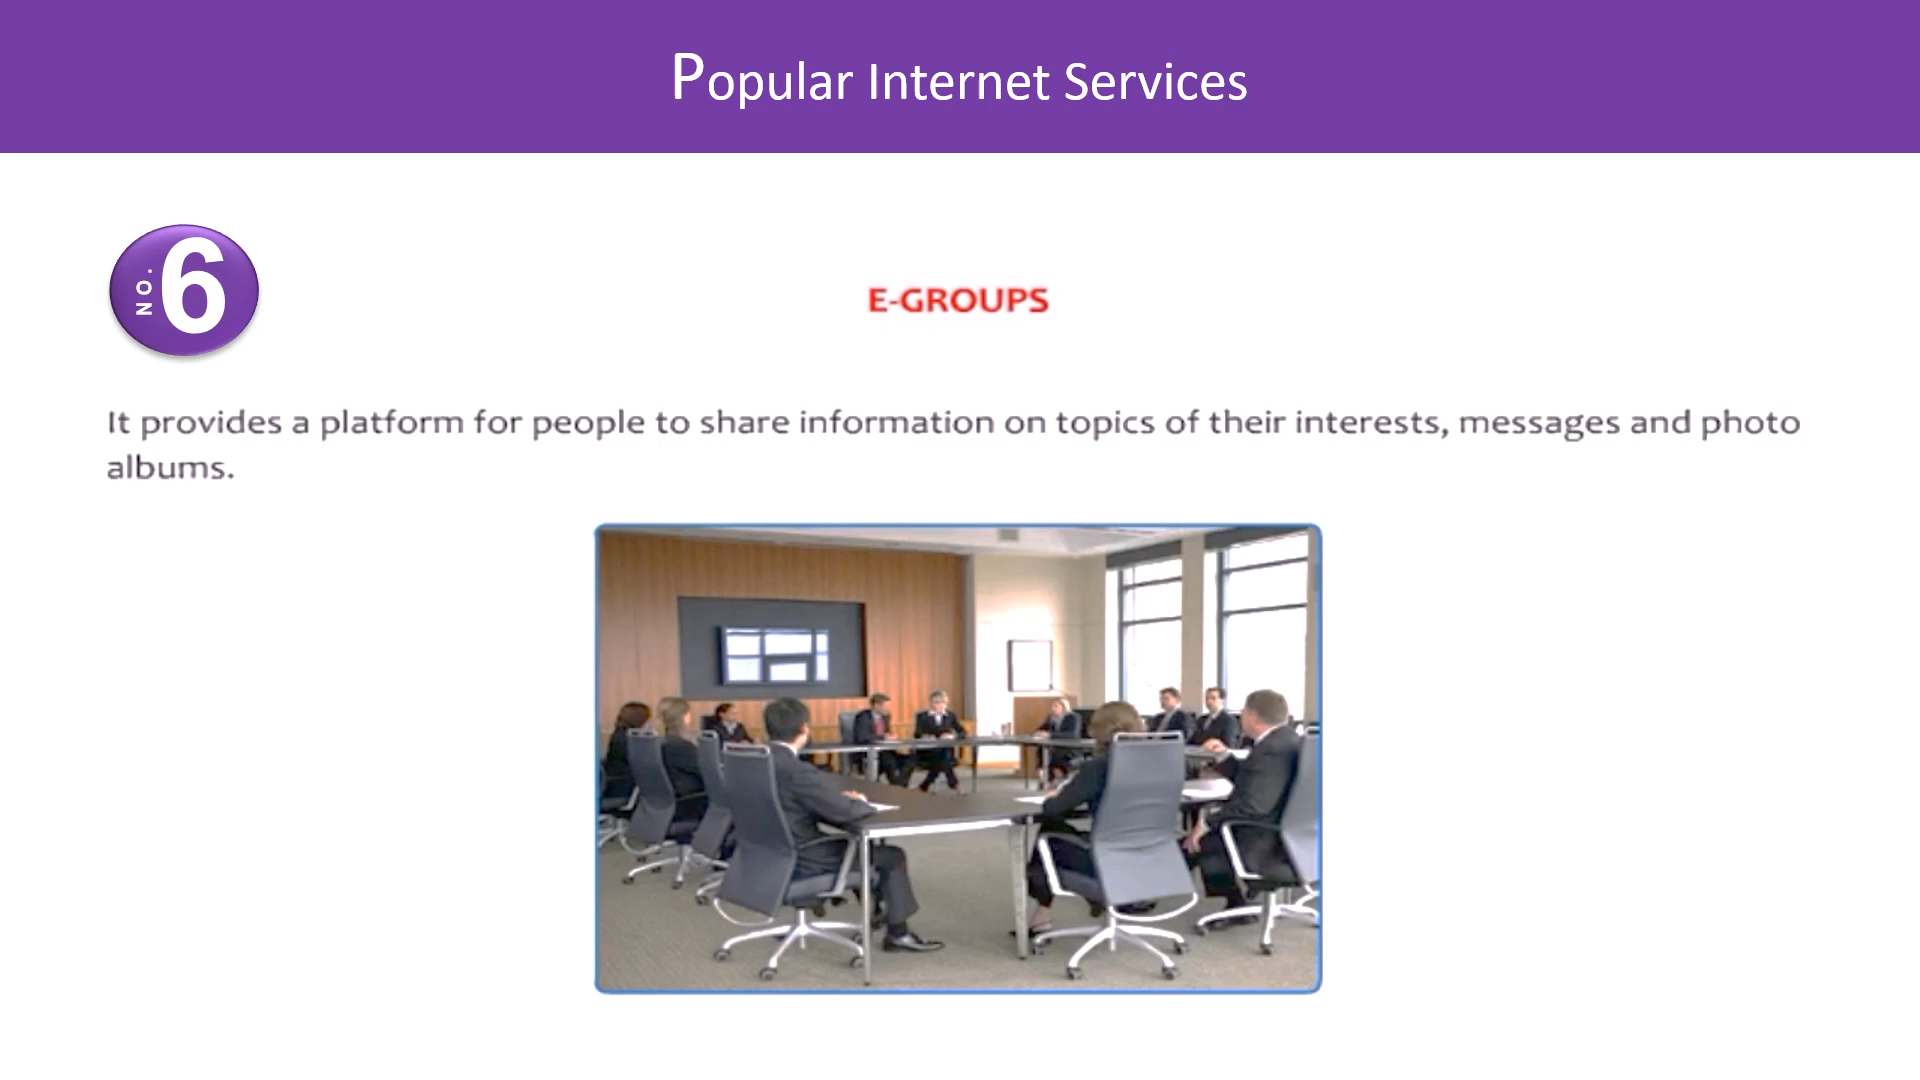 Popular Internet Services
NO. 6
E-GROUPS
It provides a platform for people to share information on topics of their interests, messages and photo
albums.